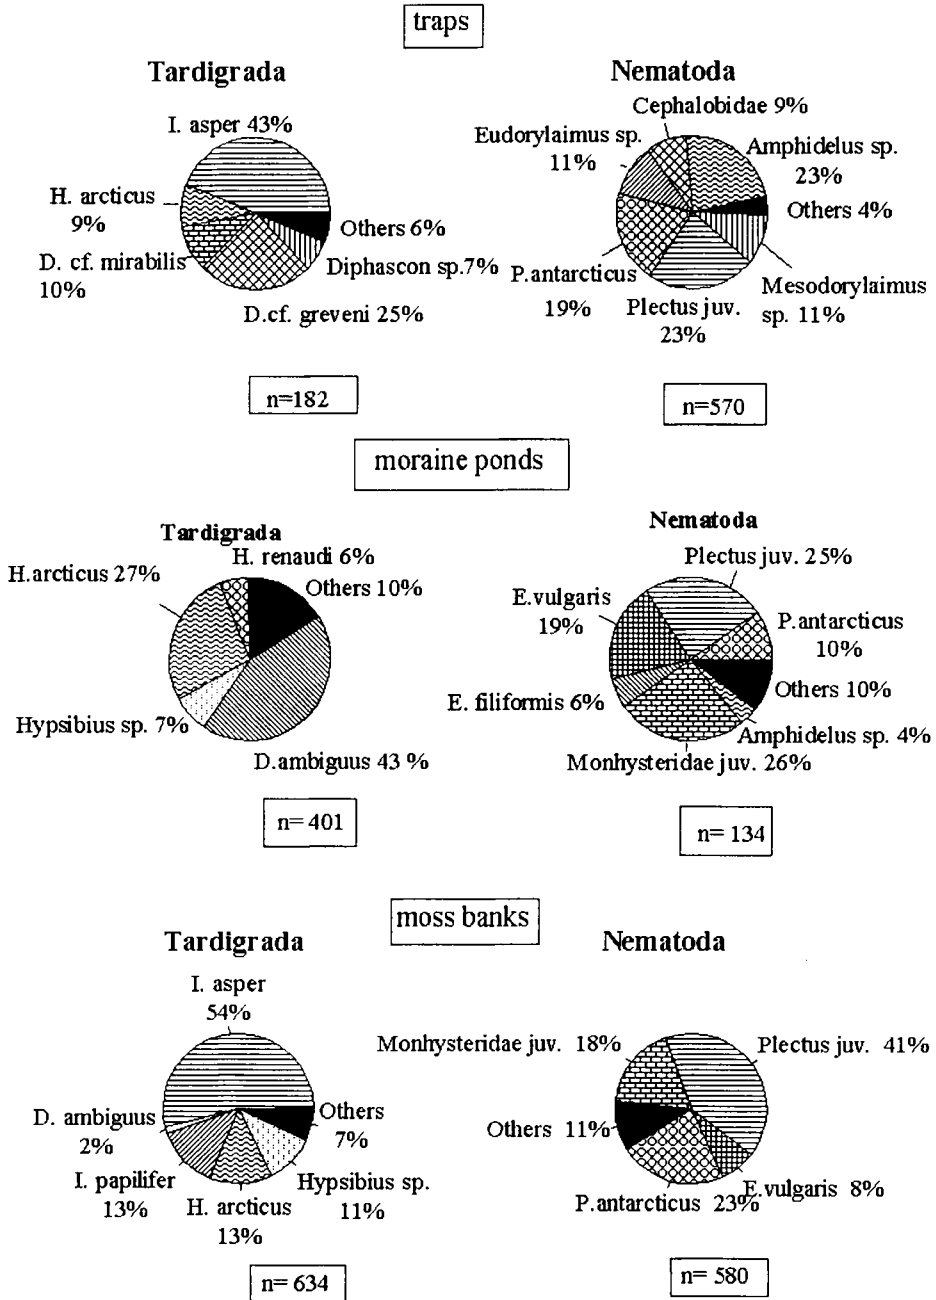 traps
Tardigrada
I. asper 43%
H. arcticus
9%
D. cf. mirabilis
10%
D.cf. greveni 25%
Diphascon sp.7%
Others 6%
n=182
Nematoda
Cephalobidae 9%
Eudorylaimus sp.
11%
Amphidelus sp.
23%
Others 4%
Mesodorylaimus
sp. 11%
P.antarcticus
19%
Plectus juv.
23%
n=570
moraine ponds
Tardigrada
H. renaudi 6%
H.arcticus 27%
Others 10%
Hypsibius sp. 7%
D.ambiguus 43 %
n= 401
Nematoda
Plectus juv. 25%
E.vulgaris
19%
P.antarcticus
10%
Others 10%
E. filiformis 6%
Amphidelus sp. 4%
Monhysteridae juv. 26%
n= 134
moss banks
Tardigrada
I. asper
54%
D. ambiguus
2%
Others
7%
I. papilifer
13%
H. arcticus
13%
Hypsibius sp.
11%
n= 634
Nematoda
Monhysteridae juv. 18%
Plectus juv. 41%
Others 11%
E.vulgaris 8%
P.antarcticus 23%
n= 580